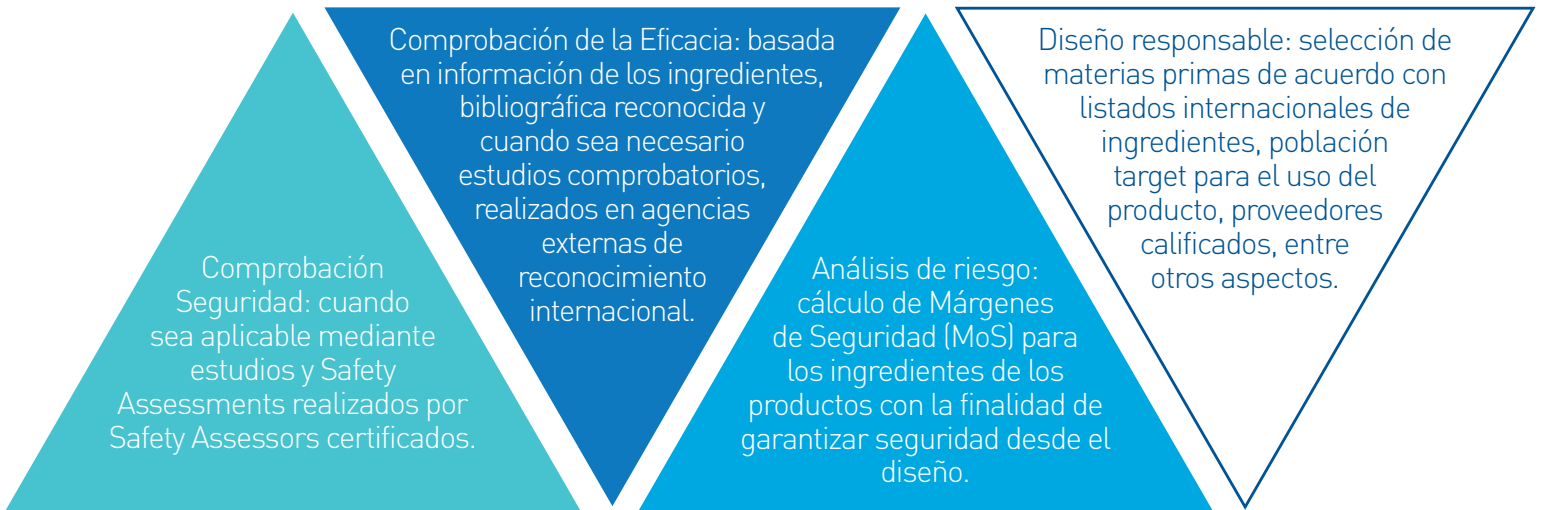 Comprobación
Seguridad: cuando
sea aplicable mediante
estudios y Safety
Assessments realizados por
Safety Assessors certificados.
Comprobación de la Eficacia: basada
en información de los ingredientes,
bibliográfica reconocida y
cuando sea necesario
estudios comprobatorios,
realizados en agencias
externas de
reconocimiento
internacional.
Análisis de riesgo:
cálculo de Márgenes
de Seguridad (MoS) para
los ingredientes de los
productos con la finalidad de
garantizar seguridad desde el
diseño.
Diseño responsable: selección de
materias primas de acuerdo con
listados internacionales de
ingredientes, población
target para el uso del
producto, proveedores
calificados, entre
otros aspectos.